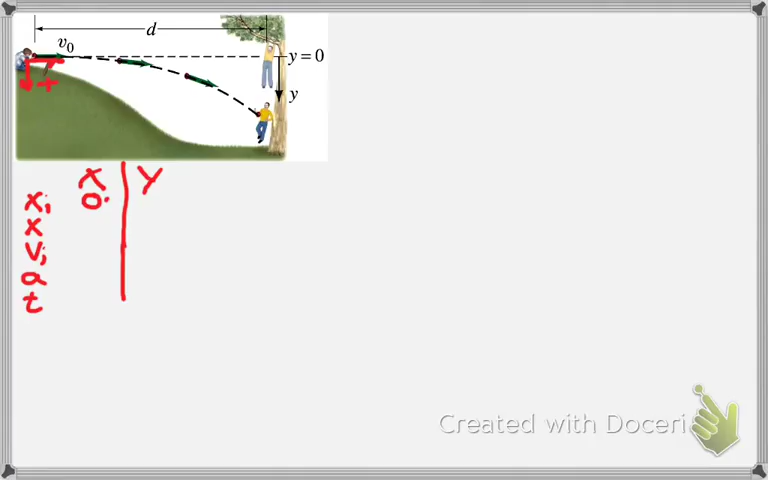 d
v0
y = 0
y
+
x y
xi 0
x
vi
a
t
Created with Doceri